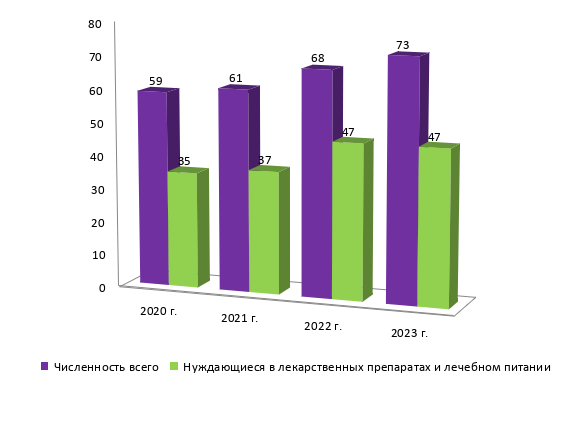 80
70
60
50
40
30
20
10
0
59
35
61
37
68
47
73
47
2020 г.
2021 г.
2022 г.
2023 г.
Численность всего
Нуждающиеся в лекарственных препаратах и лечебном питании